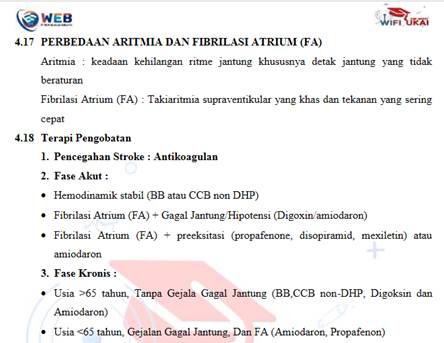 WEB
WIFI UKAI
4.17 PERBEDAAN ARITMIA DAN FIBRILASI ATRIUM (FA)
Aritmia : keadaan kehilangan ritme jantung khususnya detak jantung yang tidak
beraturan
Fibrilasi Atrium (FA) : Takiaritmia supraventikular yang khas dan tekanan yang sering
cepat
4.18 Terapi Pengobatan
1. Pencegahan Stroke : Antikoagulan
2. Fase Akut :
• Hemodinamik stabil (BB atau CCB non DHP)
• Fibrilasi Atrium (FA) + Gagal Jantung/Hipotensi (Digoxin/amiodaron)
• Fibrilasi Atrium (FA) + preeksitasi (propafenone, disopiramid, mexiletin) atau
amiodaron
3. Fase Kronis :
• Usia >65 tahun, Tanpa Gejala Gagal Jantung (BB,CCB non-DHP, Digoksin dan
Amiodaron)
• Usia <65 tahun, Gejalan Gagal Jantung, Dan FA (Amiodaron, Propafenon)